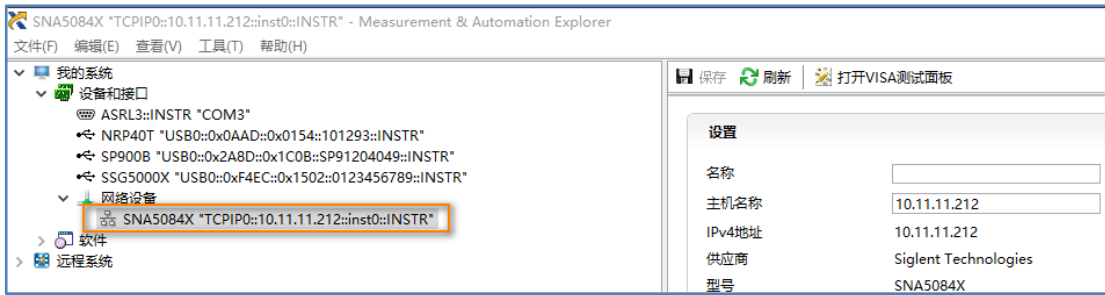 SNA5084X "TCPIP0::10.11.11.212::inst0::INSTR" - Measurement & Automation Explorer
文件(F) 编辑(E) 查看(V) 工具(T) 帮助(H)
我的系统
设备和接口
ASRL3::INSTR "COM3"
NRP40T "USB0::0x0AAD::0x0154::101293::INSTR"
SP900B "USB0::0x2A8D::0x1C0B::SP91204049::INSTR"
SSG5000X "USB0::0xF4EC::0x1502::0123456789::INSTR"
网络设备
SNA5084X "TCPIP0::10.11.11.212::inst0::INSTR"
软件
远程系统
保存 刷新 打开VISA测试面板
设置
名称
主机名称 10.11.11.212
IPv4地址 10.11.11.212
供应商 Siglent Technologies
型号 SNA5084X